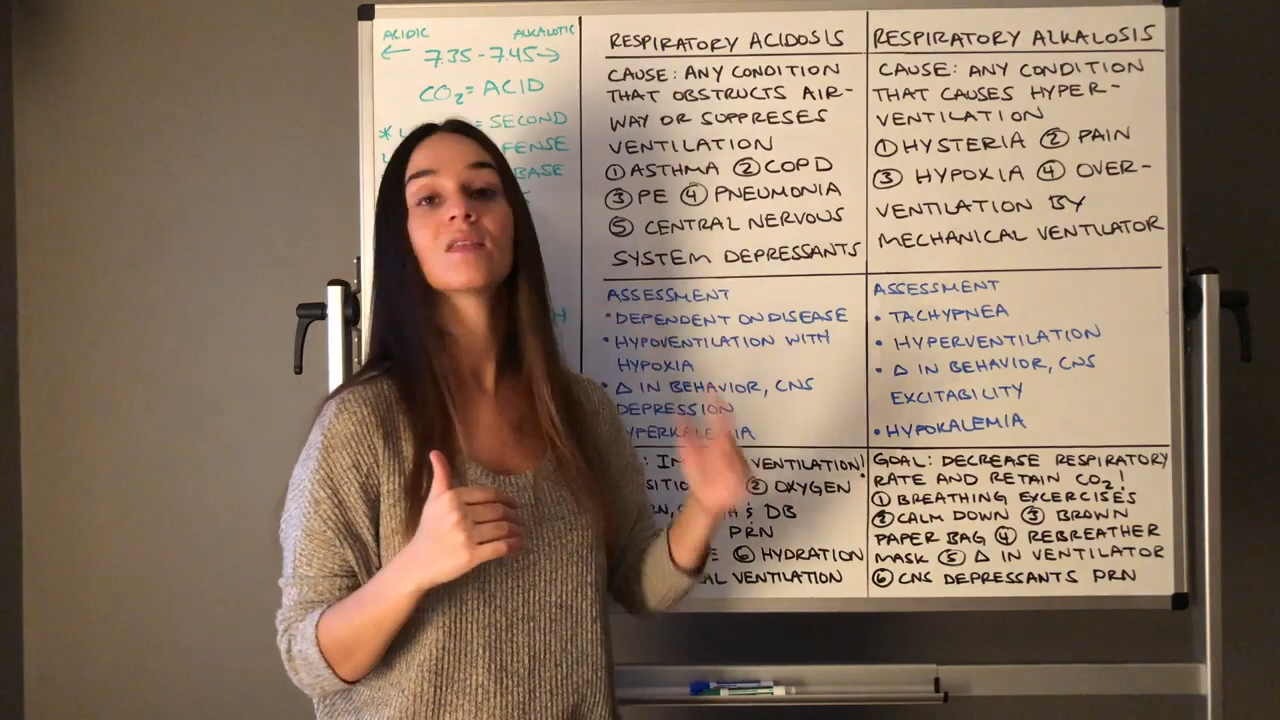 ACIDIC ALKALOTIC
← 7.35 - 7.45 →
CO₂ = ACID
* = SECOND
BASE
RESPIRATORY ACIDOSIS
CAUSE: ANY CONDITION
THAT OBSTRUCTS AIR-
WAY OR SUPPRESES
VENTILATION
① ASTHMA ② COPD
③ PE ④ PNEUMONIA
⑤ CENTRAL NERVOUS
SYSTEM DEPRESSANTS
ASSESSMENT
• DEPENDENT ON DISEASE
• HYPOVENTILATION WITH
HYPOXIA
• Δ IN BEHAVIOR, CNS
DEPRESSION
VENTILATION!
② OXYGEN
& DB
PRN
⑥ HYDRATION
VENTILATION
RESPIRATORY ALKALOSIS
CAUSE: ANY CONDITION
THAT CAUSES HYPER-
VENTILATION
① HYSTERIA ② PAIN
③ HYPOXIA ④ OVER-
VENTILATION BY
MECHANICAL VENTILATOR
ASSESSMENT
• TACHYPNEA
• HYPERVENTILATION
• Δ IN BEHAVIOR, CNS
EXCITABILITY
• HYPOKALEMIA
GOAL: DECREASE RESPIRATORY
RATE AND RETAIN CO₂!
① BREATHING EXCERCISES
② CALM DOWN ③ BROWN
PAPER BAG ④ REBREATHER
MASK ⑤ Δ IN VENTILATOR
⑥ CNS DEPRESSANTS PRN